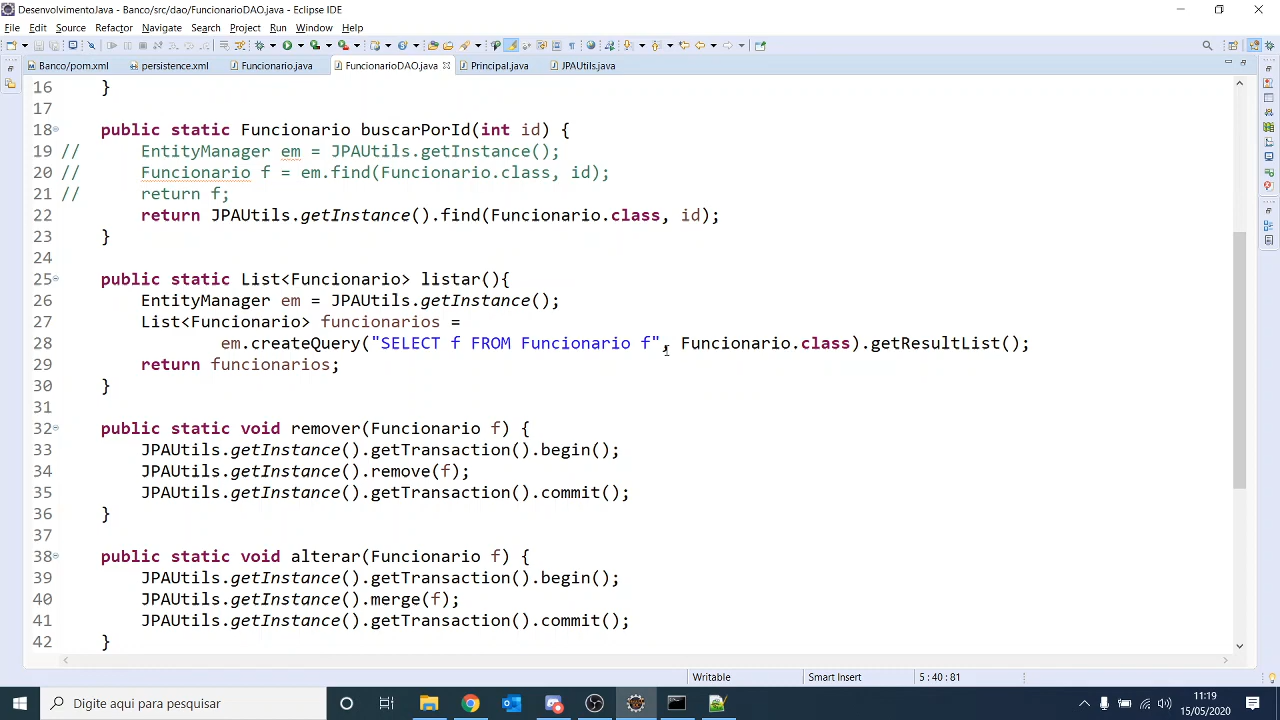 DesenvolvimentoJava - Banco/src/dao/FuncionarioDAO.java - Eclipse IDE
File Edit Source Refactor Navigate Search Project Run Window Help
Banco/pom.xml persistence.xml Funcionario.java FuncionarioDAO.java Principal.java JPAUtils.java
16 }
17
18 public static Funcionario buscarPorId(int id) {
19 // EntityManager em = JPAUtils.getInstance();
20 // Funcionario f = em.find(Funcionario.class, id);
21 // return f;
22 return JPAUtils.getInstance().find(Funcionario.class, id);
23 }
24
25 public static List<Funcionario> listar(){
26 EntityManager em = JPAUtils.getInstance();
27 List<Funcionario> funcionarios =
28 em.createQuery("SELECT f FROM Funcionario f", Funcionario.class).getResultList();
29 return funcionarios;
30 }
31
32 public static void remover(Funcionario f) {
33 JPAUtils.getInstance().getTransaction().begin();
34 JPAUtils.getInstance().remove(f);
35 JPAUtils.getInstance().getTransaction().commit();
36 }
37
38 public static void alterar(Funcionario f) {
39 JPAUtils.getInstance().getTransaction().begin();
40 JPAUtils.getInstance().merge(f);
41 JPAUtils.getInstance().getTransaction().commit();
42 }
Writable Smart Insert 5 : 40 : 81
Digite aqui para pesquisar
11:19
15/05/2020